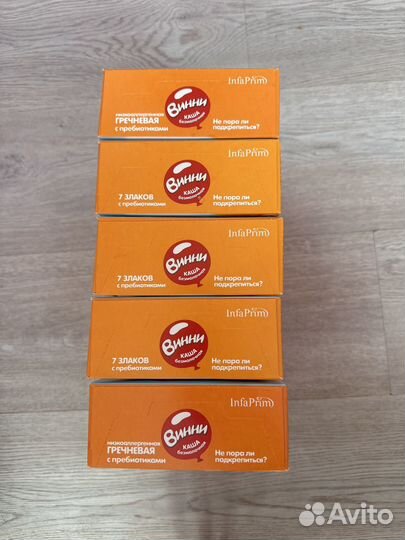 низкоаллергенная
ГРЕЧНЕВАЯ
с пребиотиками
Винни
каша
безмолочная
InfaPrim
Не пора ли
подкрепиться?
7 ЗЛАКОВ
с пребиотиками
Винни
каша
безмолочная
InfaPrim
Не пора ли
подкрепиться?
7 ЗЛАКОВ
с пребиотиками
Винни
каша
безмолочная
InfaPrim
Не пора ли
подкрепиться?
7 ЗЛАКОВ
с пребиотиками
Винни
каша
безмолочная
InfaPrim
Не пора ли
подкрепиться?
низкоаллергенная
ГРЕЧНЕВАЯ
с пребиотиками
Винни
каша
безмолочная
InfaPrim
Не пора ли
подкрепиться?
Avito